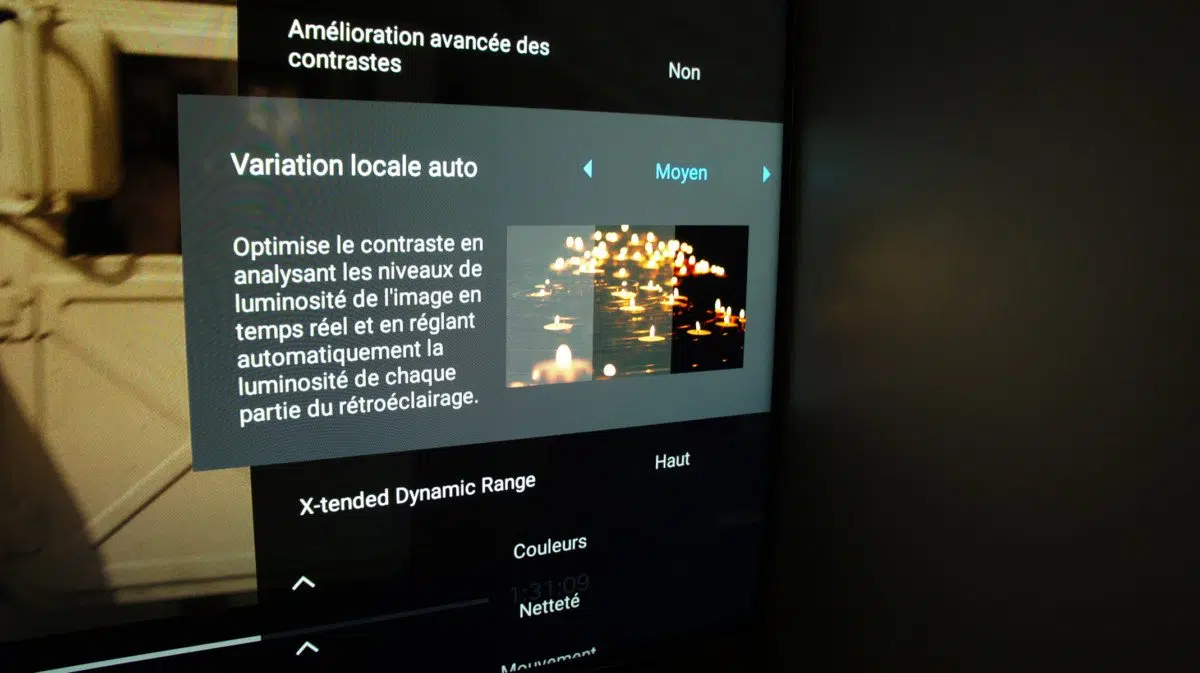 Amélioration avancée des
contrastes
Non
Variation locale auto
Moyen
Optimise le contraste en
analysant les niveaux de
luminosité de l'image en
temps réel et en réglant
automatiquement la
luminosité de chaque
partie du rétroéclairage.
Haut
X-tended Dynamic Range
Couleurs
1:31:09
Netteté
Mouvement